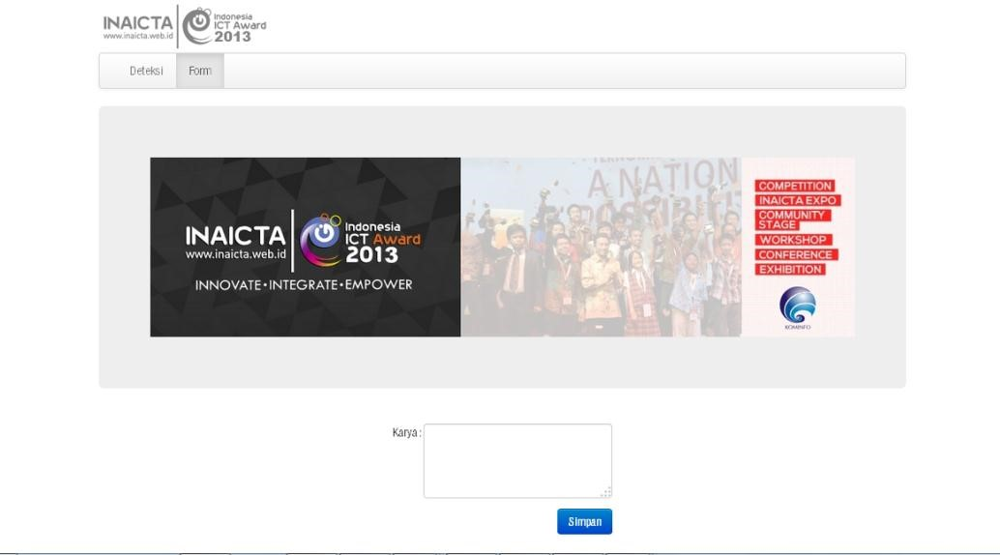 INAICTA
www.inaicta.web.id
Indonesia
ICT Award
2013
Deteksi
Form
INAICTA
www.inaicta.web.id
Indonesia
ICT Award
2013
INNOVATE•INTEGRATE•EMPOWER
A NATION
COMPETITION
INAICTA EXPO
COMMUNITY
STAGE
WORKSHOP
CONFERENCE
EXHIBITION
KOMINFO
Karya :
Simpan